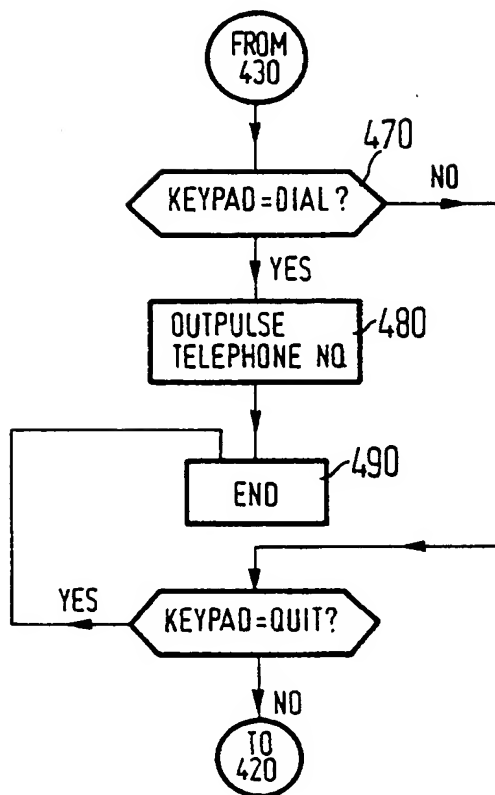 FROM
430
470
KEYPAD=DIAL?
NO
YES
OUTPULSE
TELEPHONE NO.
480
490
END
YES
KEYPAD=QUIT?
NO
TO
420